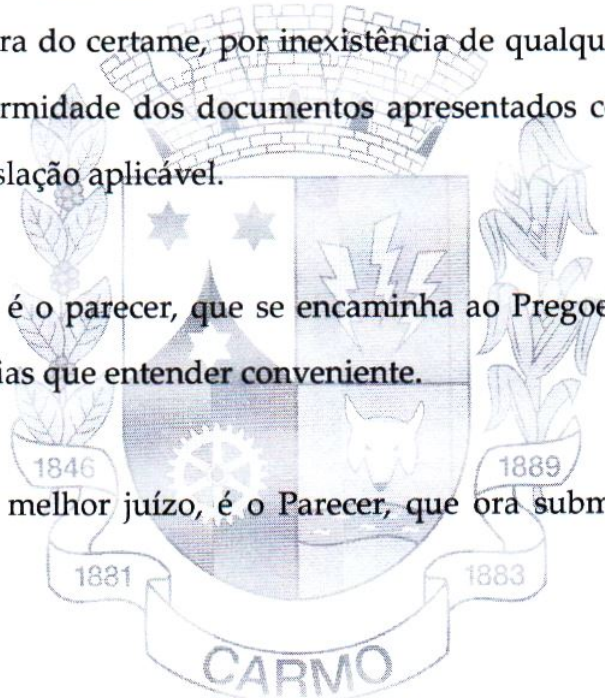 ra do certame, por inexistência de qualqu
rmidade dos documentos apresentados c
slação aplicável.
é o parecer, que se encaminha ao Pregoe
ias que entender conveniente.
1846
1889
melhor juízo, é o Parecer, que ora subm
1881
1883
CARMO